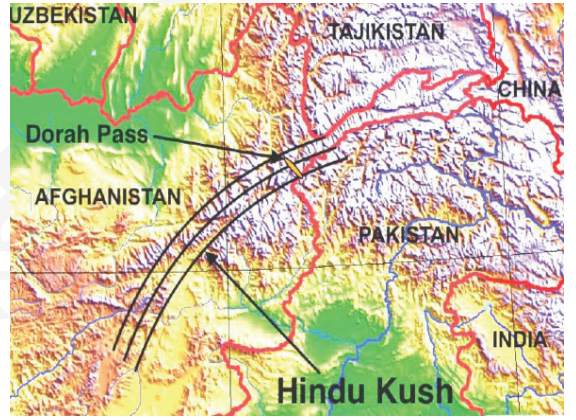 UZBEKISTAN
TAJIKISTAN
CHINA
Dorah Pass
AFGHANISTAN
PAKISTAN
INDIA
Hindu Kush